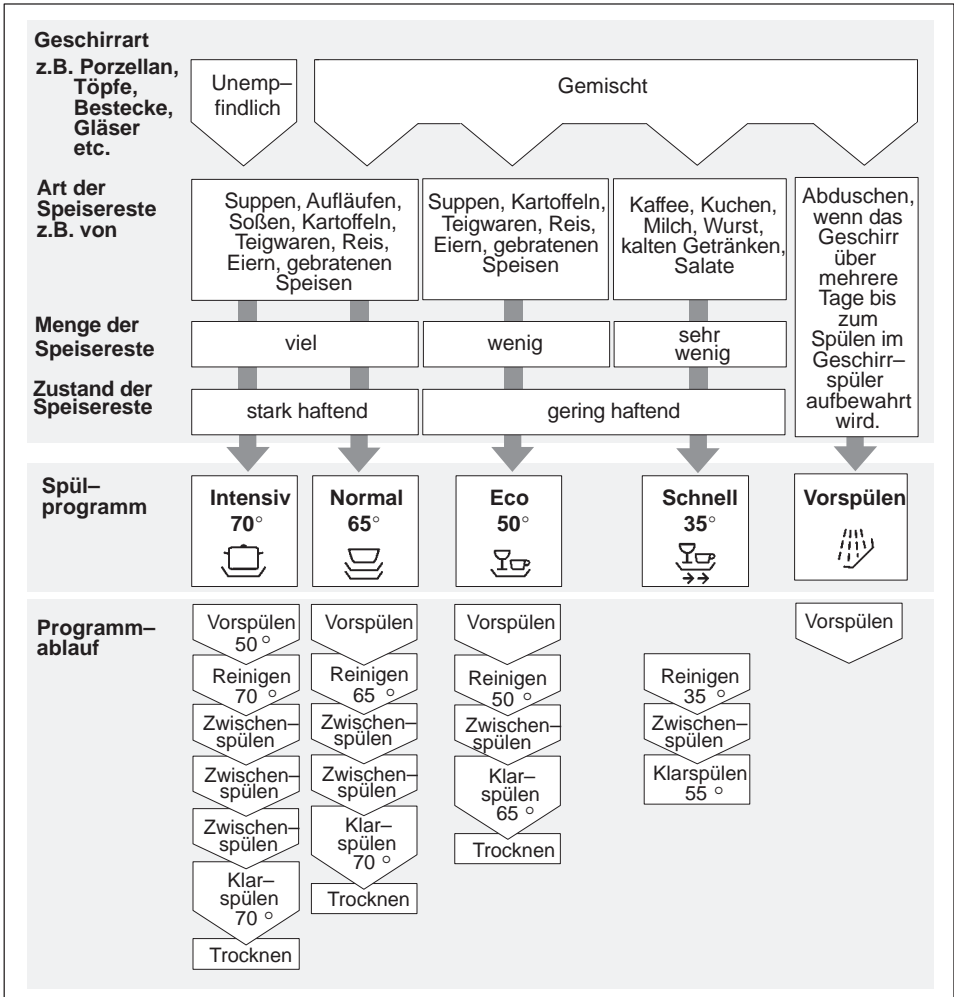 Geschirrart
z.B. Porzellan,
Töpfe,
Bestecke,
Gläser
etc.
Unemp–
findlich
Gemischt
Art der
Speisereste
z.B. von
Suppen, Aufläufen,
Soßen, Kartoffeln,
Teigwaren, Reis,
Eiern, gebratenen
Speisen
Suppen, Kartoffeln,
Teigwaren, Reis,
Eiern, gebratenen
Speisen
Kaffee, Kuchen,
Milch, Wurst,
kalten Getränken,
Salate
Abduschen,
wenn das
Geschirr
über
mehrere
Tage bis
zum
Spülen im
Geschirr–
spüler
aufbewahrt
wird.
Menge der
Speisereste
viel
wenig
sehr
wenig
Zustand der
Speisereste
stark haftend
gering haftend
Spül–
programm
Intensiv
70°
Normal
65°
Eco
50°
Schnell
35°
Vorspülen
Programm–
ablauf
Vorspülen
50 °
Reinigen
70 °
Zwischen–
spülen
Zwischen–
spülen
Zwischen–
spülen
Klar–
spülen
70 °
Trocknen
Vorspülen
Reinigen
65 °
Zwischen–
spülen
Zwischen–
spülen
Klar–
spülen
70 °
Trocknen
Vorspülen
Reinigen
50 °
Zwischen–
spülen
Klar–
spülen
65 °
Trocknen
Reinigen
35 °
Zwischen–
spülen
Klarspülen
55 °
Vorspülen